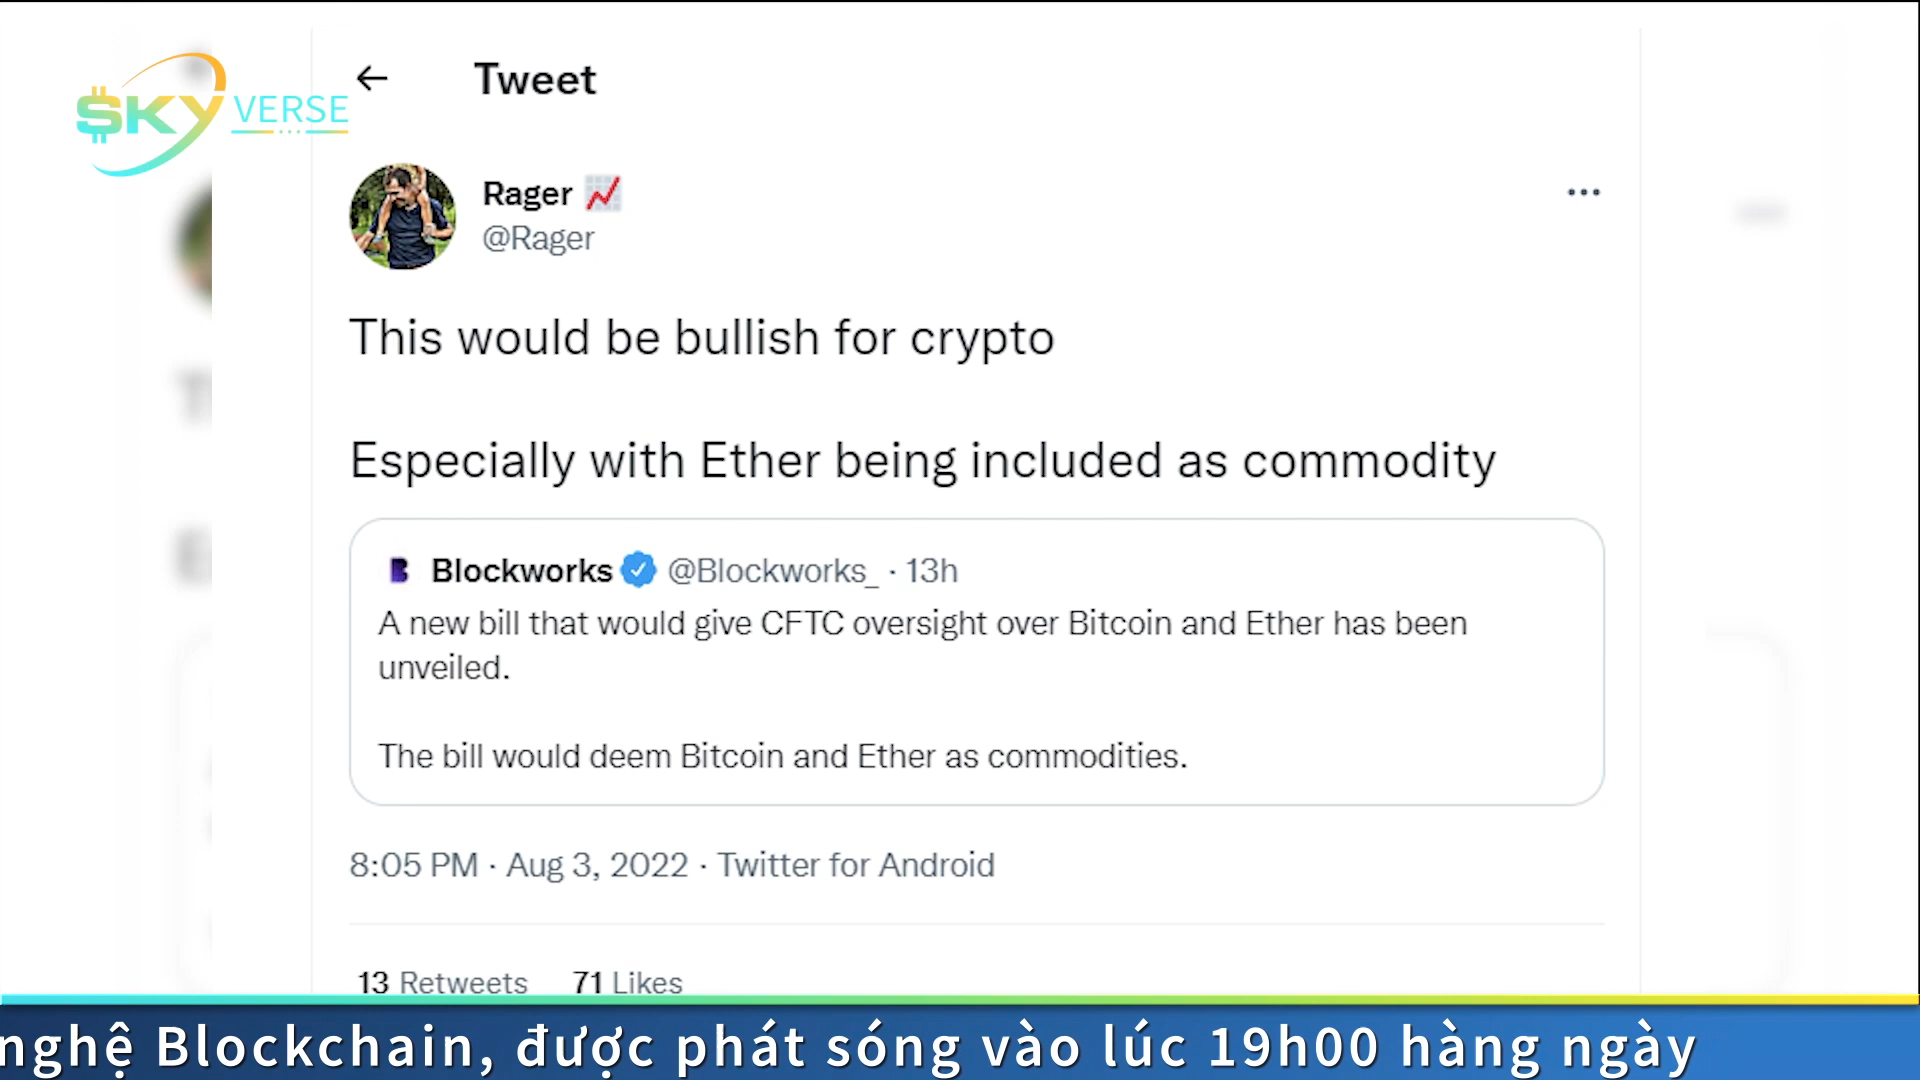 $KY VERSE
Tweet
Rager
@Rager
This would be bullish for crypto
Especially with Ether being included as commodity
Blockworks @Blockworks_ · 13h
A new bill that would give CFTC oversight over Bitcoin and Ether has been
unveiled.
The bill would deem Bitcoin and Ether as commodities.
8:05 PM · Aug 3, 2022 · Twitter for Android
13 Retweets 71 Likes
nghệ Blockchain, được phát sóng vào lúc 19h00 hàng ngày